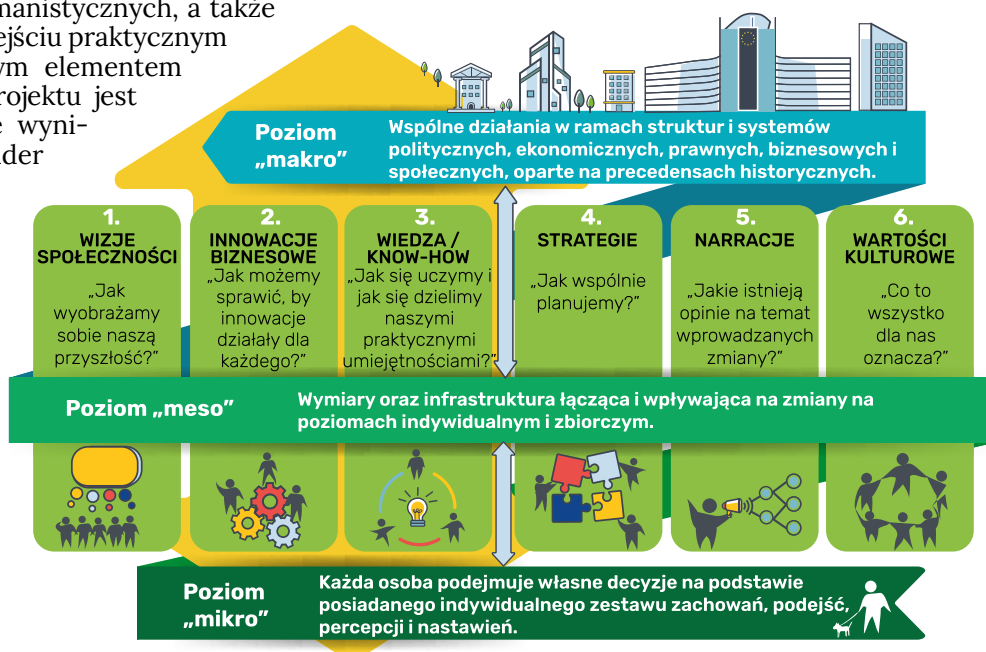 manistycznych, a także
ejściu praktycznym
ym elementem
rojektu jest
e wyni-
der
Poziom
„makro”
Wspólne działania w ramach struktur i systemów
politycznych, ekonomicznych, prawnych, biznesowych i
społecznych, oparte na precedensach historycznych.
1.
WIZJE
SPOŁECZNOŚCI
„Jak
wyobrażamy
sobie naszą
przyszłość?”
2.
INNOWACJE
BIZNESOWE
„Jak możemy
sprawić, by
innowacje
działały dla
każdego?”
3.
WIEDZA /
KNOW-HOW
„Jak się uczymy i
jak się dzielimy
naszymi
praktycznymi
umiejętnościami?”
4.
STRATEGIE
„Jak wspólnie
planujemy?”
5.
NARRACJE
„Jakie istnieją
opinie na temat
wprowadzanych
zmiany?”
6.
WARTOŚCI
KULTUROWE
„Co to
wszystko
dla nas
oznacza?”
Poziom „meso”
Wymiary oraz infrastruktura łącząca i wpływająca na zmiany na
poziomach indywidualnym i zbiorczym.
Poziom
„mikro”
Każda osoba podejmuje własne decyzje na podstawie
posiadanego indywidualnego zestawu zachowań, podejść,
percepcji i nastawień.